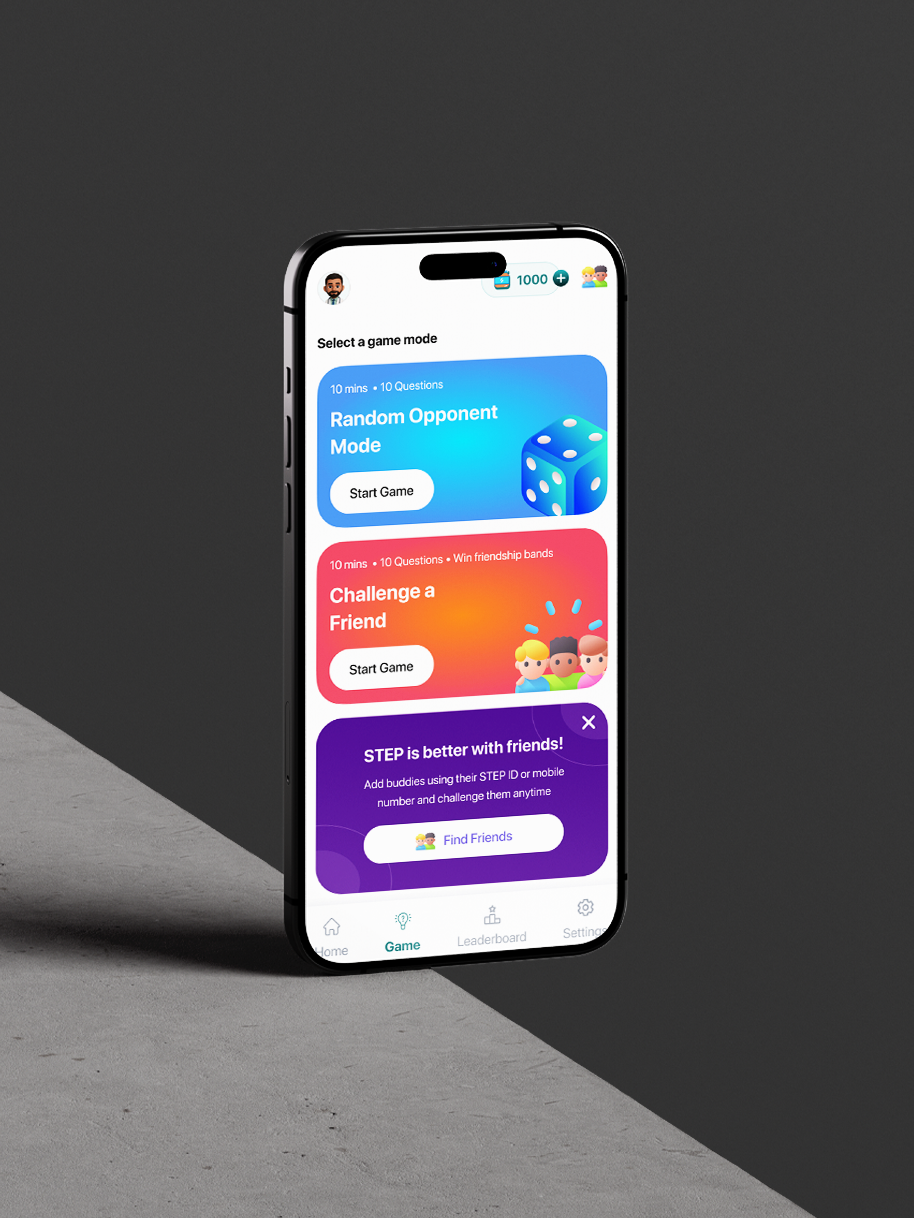 1000
Select a game mode
10 mins • 10 Questions
Random Opponent
Mode
Start Game
10 mins • 10 Questions • Win friendship bands
Challenge a
Friend
Start Game
STEP is better with friends!
Add buddies using their STEP ID or mobile
number and challenge them anytime
Find Friends
Home
Game
Leaderboard
Settings